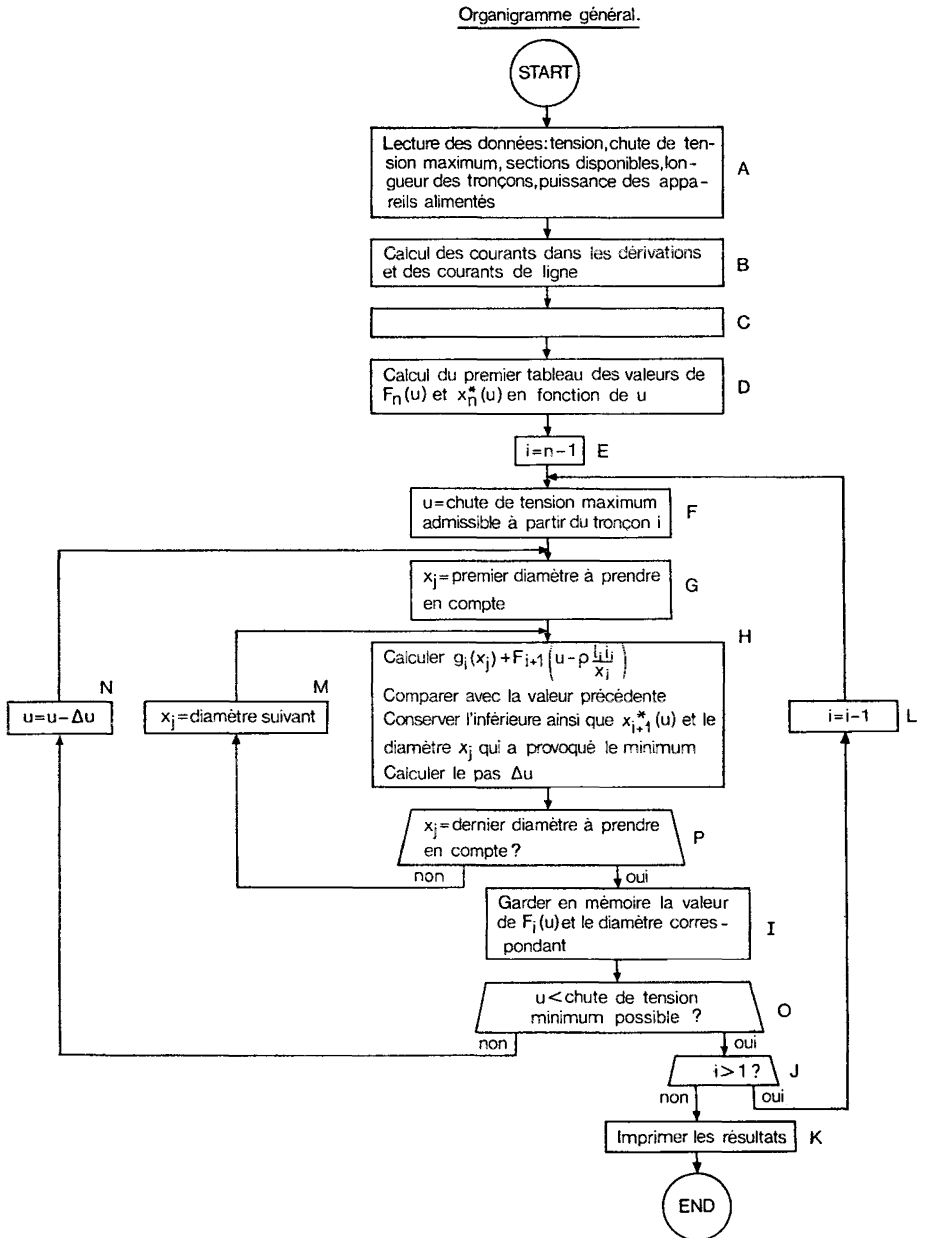 Organigramme général.
START
Lecture des données: tension, chute de ten-
sion maximum, sections disponibles, lon-
gueur des tronçons, puissance des appa-
reils alimentés
A
Calcul des courants dans les dérivations
et des courants de ligne
B
C
Calcul du premier tableau des valeurs de
Fn(u) et x*n(u) en fonction de u
D
i=n-1
E
u=chute de tension maximum
admissible à partir du tronçon i
F
xj=premier diamètre à prendre
en compte
G
H
Calculer gi(xj)+Fi+1(u-ρ li ij/xj)
Comparer avec la valeur précédente
Conserver l'inférieure ainsi que x*i+1(u) et le
diamètre xj qui a provoqué le minimum
Calculer le pas Δu
N
u=u-Δu
M
xj=diamètre suivant
i=i-1
L
xj=dernier diamètre à prendre
en compte?
P
non
oui
Garder en mémoire la valeur
de Fi(u) et le diamètre corres-
pondant
I
u<chute de tension
minimum possible ?
O
non
oui
i>1?
J
non
oui
Imprimer les résultats
K
END